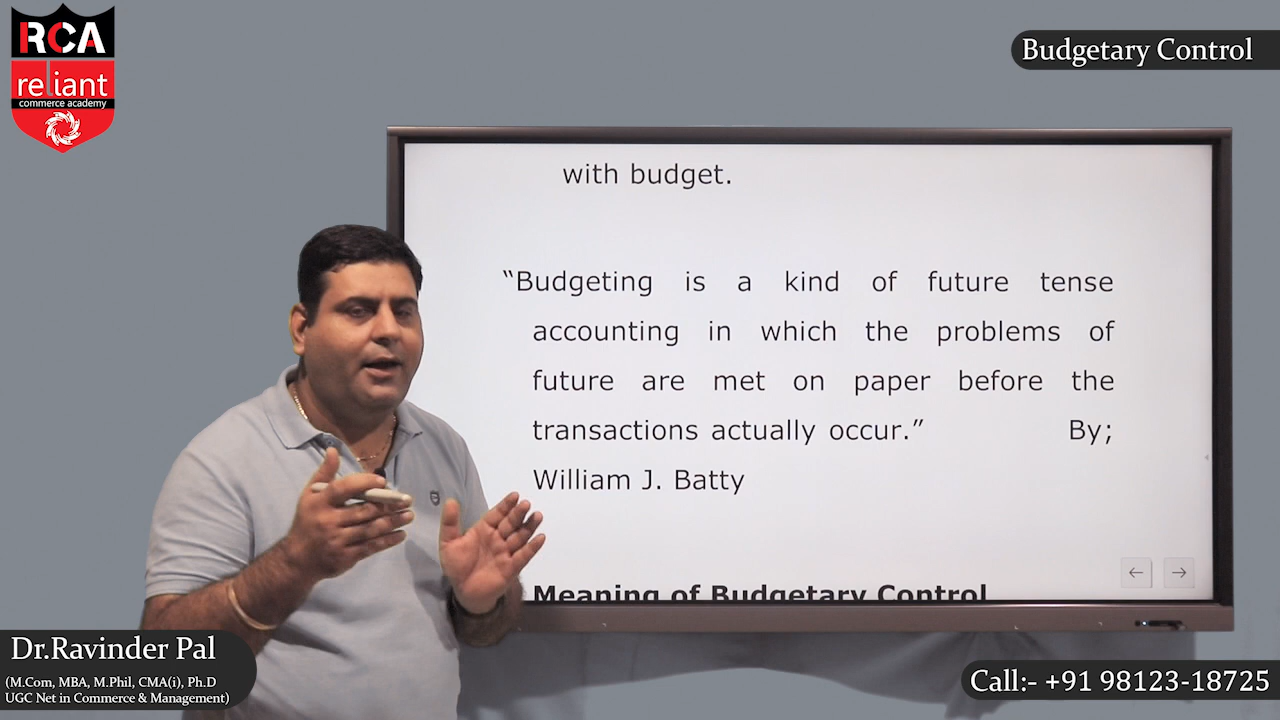 RCA
reliant
commerce academy
Budgetary Control
with budget.
“Budgeting is a kind of future tense
accounting in which the problems of
future are met on paper before the
transactions actually occur.” By;
William J. Batty
Meaning of Budgetary Control
Dr.Ravinder Pal
(M.Com, MBA, M.Phil, CMA(i), Ph.D
UGC Net in Commerce & Management)
Call:- +91 98123-18725